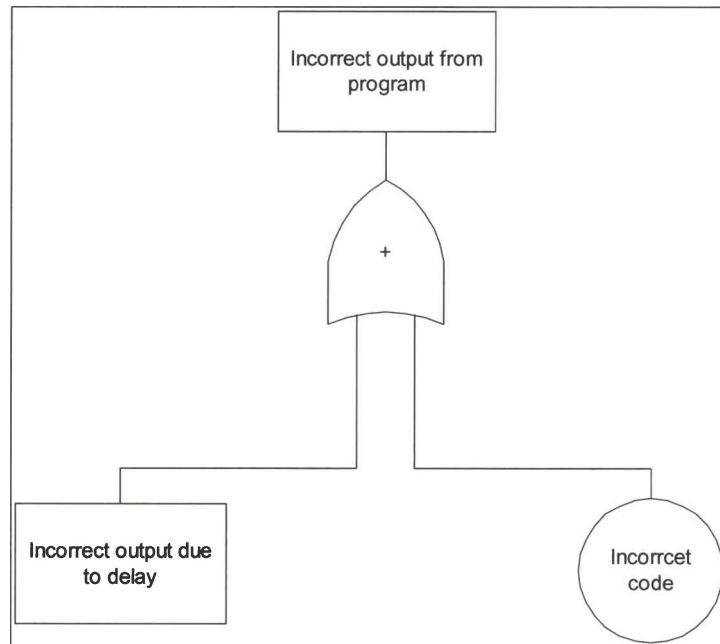 Incorrect output from
program
+
Incorrect output due
to delay
Incorrcet
code